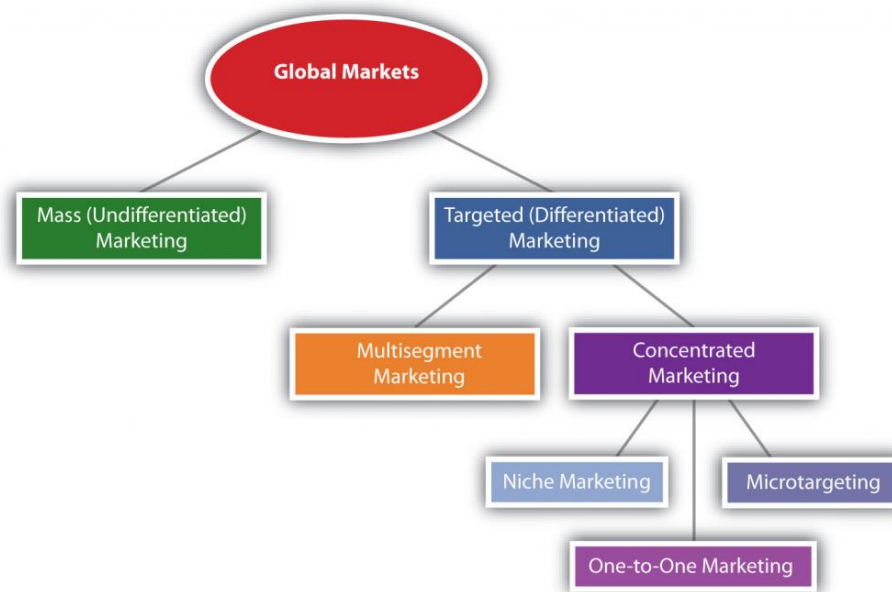 Global Markets
Mass (Undifferentiated)
Marketing
Targeted (Differentiated)
Marketing
Multisegment
Marketing
Concentrated
Marketing
Niche Marketing
Microtargeting
One-to-One Marketing